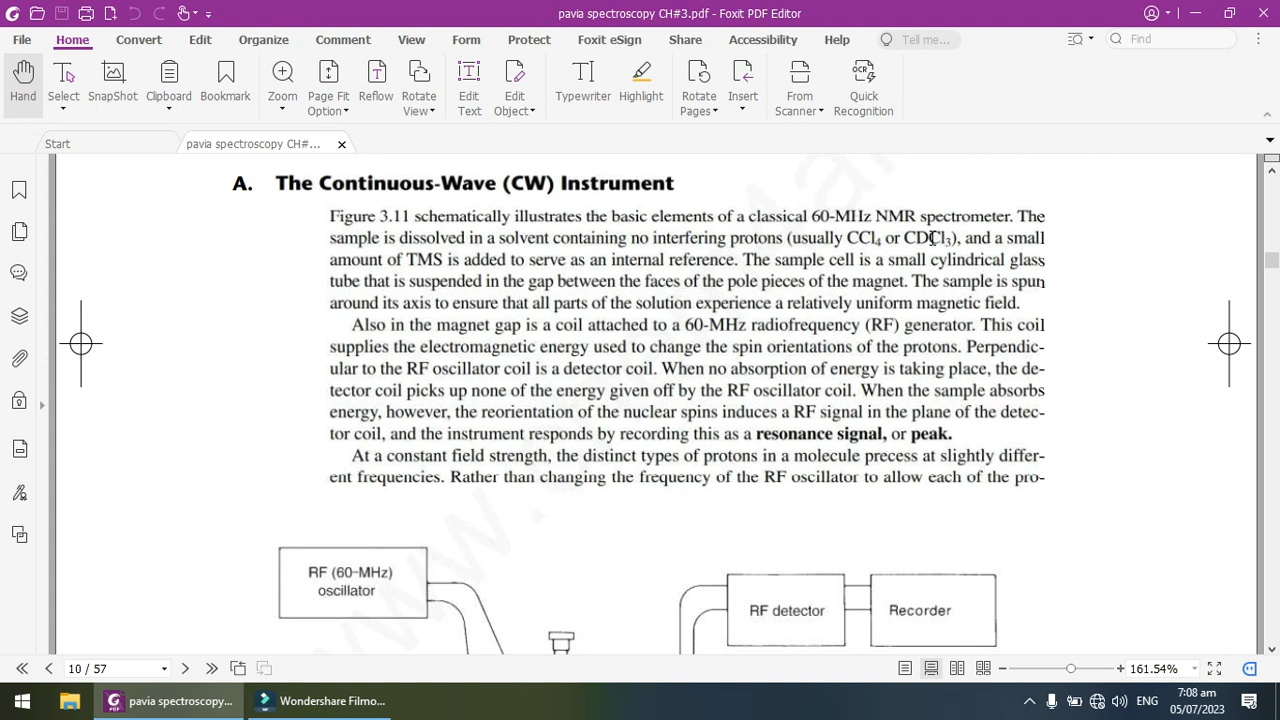 pavia spectroscopy CH#3.pdf - Foxit PDF Editor
File Home Convert Edit Organize Comment View Form Protect Foxit eSign Share Accessibility Help Tell me... Find
Hand Select SnapShot Clipboard Bookmark Zoom Page Fit Option Reflow Rotate View Edit Text Edit Object Typewriter Highlight Rotate Pages Insert From Scanner OCR Quick Recognition
Start pavia spectroscopy CH#...
A. The Continuous-Wave (CW) Instrument
Figure 3.11 schematically illustrates the basic elements of a classical 60-MHz NMR spectrometer. The
sample is dissolved in a solvent containing no interfering protons (usually CCl₄ or CDCl₃), and a small
amount of TMS is added to serve as an internal reference. The sample cell is a small cylindrical glass
tube that is suspended in the gap between the faces of the pole pieces of the magnet. The sample is spun
around its axis to ensure that all parts of the solution experience a relatively uniform magnetic field.
Also in the magnet gap is a coil attached to a 60-MHz radiofrequency (RF) generator. This coil
supplies the electromagnetic energy used to change the spin orientations of the protons. Perpendic-
ular to the RF oscillator coil is a detector coil. When no absorption of energy is taking place, the de-
tector coil picks up none of the energy given off by the RF oscillator coil. When the sample absorbs
energy, however, the reorientation of the nuclear spins induces a RF signal in the plane of the detec-
tor coil, and the instrument responds by recording this as a resonance signal, or peak.
At a constant field strength, the distinct types of protons in a molecule precess at slightly differ-
ent frequencies. Rather than changing the frequency of the RF oscillator to allow each of the pro-
RF (60-MHz)
oscillator
RF detector
Recorder
10 / 57
161.54%
pavia spectroscopy...
Wondershare Filmo...
ENG
7:08 am
05/07/2023